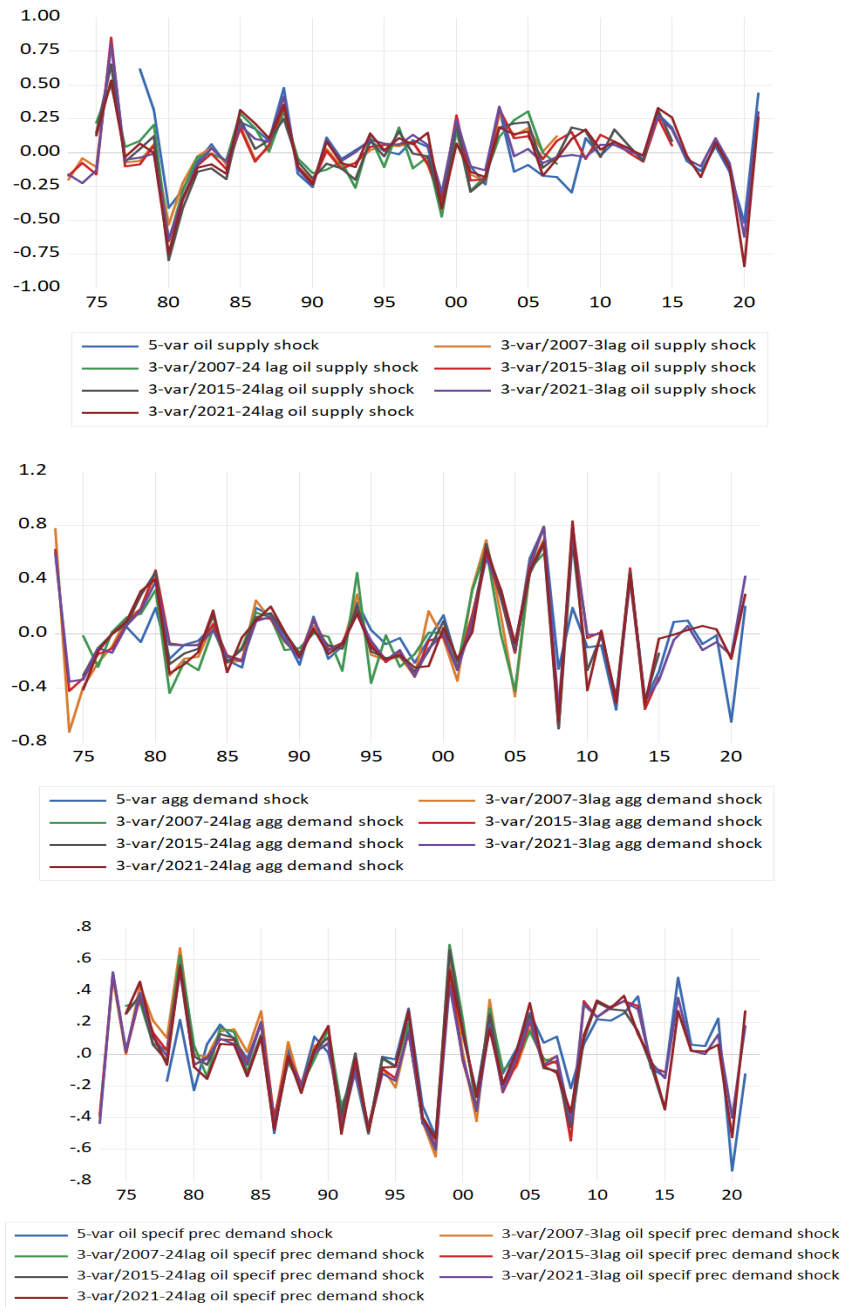 1.00
0.75
0.50
0.25
0.00
-0.25
-0.50
-0.75
-1.00
75 80 85 90 95 00 05 10 15 20
5-var oil supply shock 3-var/2007-3lag oil supply shock
3-var/2007-24 lag oil supply shock 3-var/2015-3lag oil supply shock
3-var/2015-24lag oil supply shock 3-var/2021-3lag oil supply shock
3-var/2021-24lag oil supply shock
1.2
0.8
0.4
0.0
-0.4
-0.8
75 80 85 90 95 00 05 10 15 20
5-var agg demand shock 3-var/2007-3lag agg demand shock
3-var/2007-24lag agg demand shock 3-var/2015-3lag agg demand shock
3-var/2015-24lag agg demand shock 3-var/2021-3lag agg demand shock
3-var/2021-24lag agg demand shock
.8
.6
.4
.2
.0
-.2
-.4
-.6
-.8
75 80 85 90 95 00 05 10 15 20
5-var oil specif prec demand shock 3-var/2007-3lag oil specif prec demand shock
3-var/2007-24lag oil specif prec demand shock 3-var/2015-3lag oil specif prec demand shock
3-var/2015-24lag oil specif prec demand shock 3-var/2021-3lag oil specif prec demand shock
3-var/2021-24lag oil specif prec demand shock